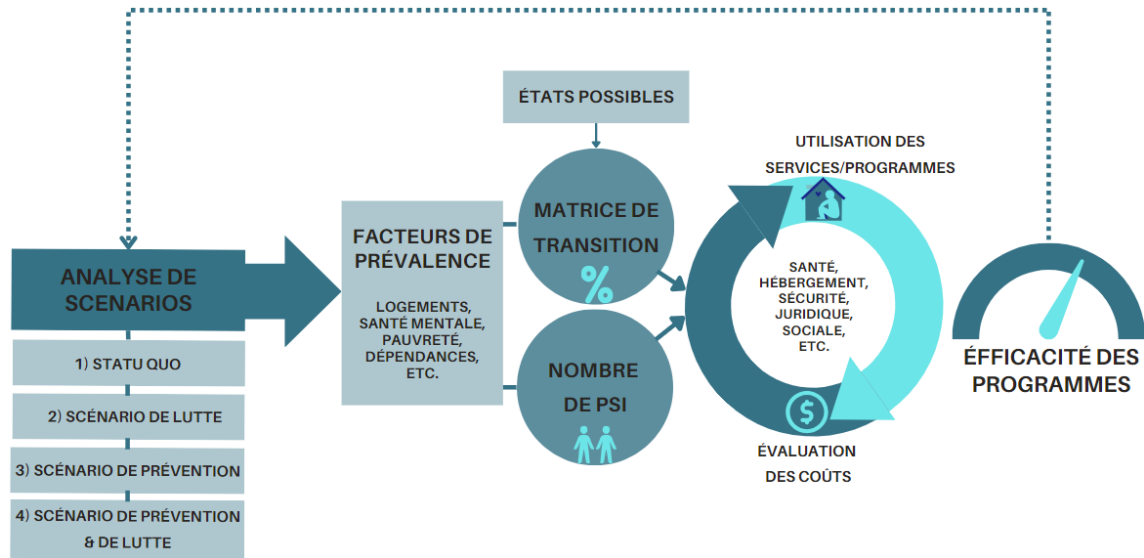 ANALYSE DE
SCENARIOS
1) STATU QUO
2) SCÉNARIO DE LUTTE
3) SCÉNARIO DE PRÉVENTION
4) SCÉNARIO DE PRÉVENTION
& DE LUTTE
FACTEURS DE
PRÉVALENCE
LOGEMENTS,
SANTÉ MENTALE,
PAUVRETÉ,
DÉPENDANCES,
ETC.
ÉTATS POSSIBLES
MATRICE DE
TRANSITION
%
NOMBRE
DE PSI
UTILISATION DES
SERVICES/PROGRAMMES
SANTÉ,
HÉBERGEMENT,
SÉCURITÉ,
JURIDIQUE,
SOCIALE,
ETC.
$
ÉVALUATION
DES COÛTS
ÉFFICACITÉ DES
PROGRAMMES